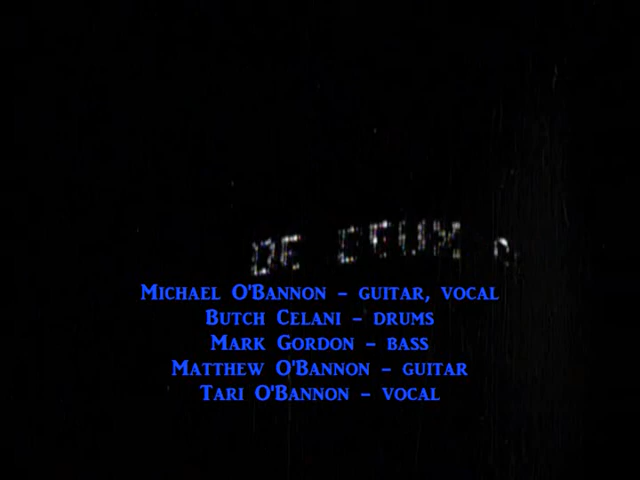 MICHAEL O'BANNON – GUITAR, VOCAL
BUTCH CELANI – DRUMS
MARK GORDON – BASS
MATTHEW O'BANNON – GUITAR
TARI O'BANNON – VOCAL